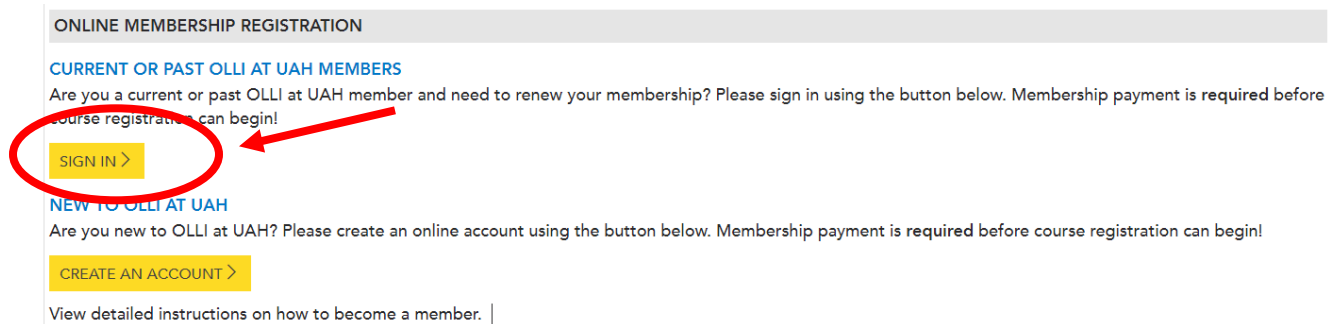 ONLINE MEMBERSHIP REGISTRATION
CURRENT OR PAST OLLI AT UAH MEMBERS
Are you a current or past OLLI at UAH member and need to renew your membership? Please sign in using the button below. Membership payment is required before
course registration can begin!
SIGN IN >
NEW TO OLLI AT UAH
Are you new to OLLI at UAH? Please create an online account using the button below. Membership payment is required before course registration can begin!
CREATE AN ACCOUNT >
View detailed instructions on how to become a member.